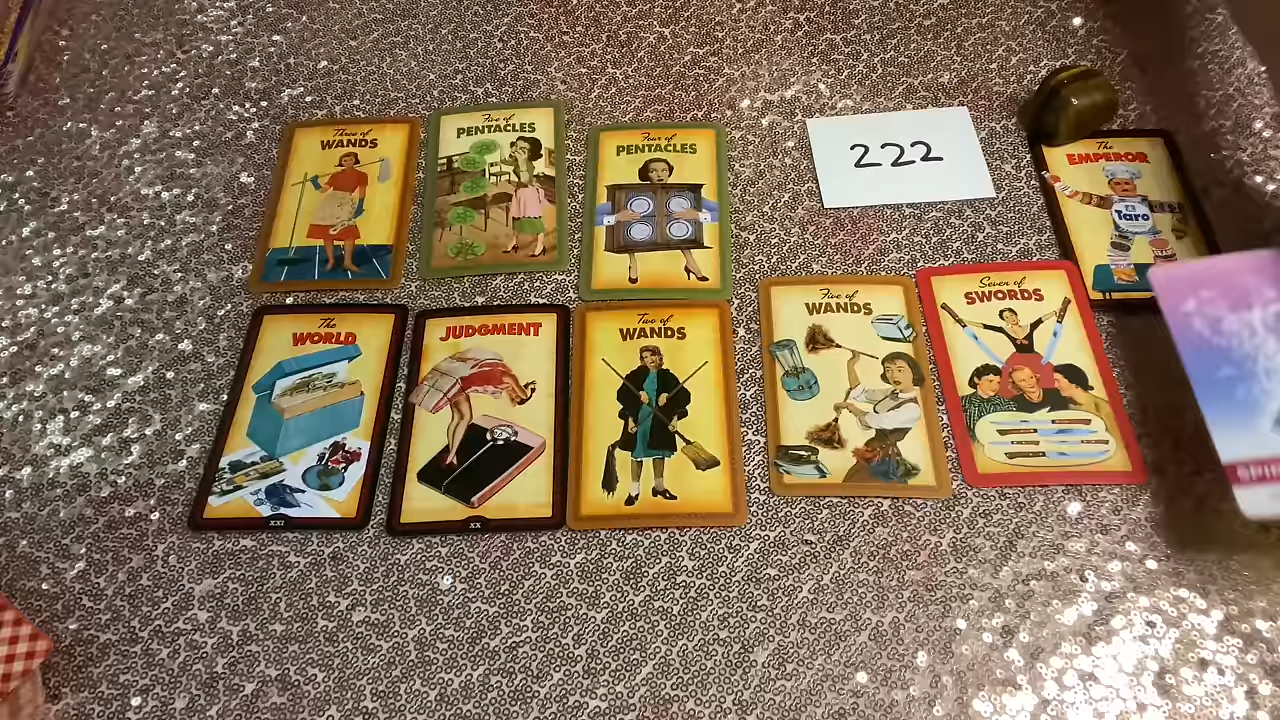 Three of
WANDS
Five of
PENTACLES
Four of
PENTACLES
222
The
EMPEROR
Taro
The
WORLD
XXI
JUDGMENT
XX
Two of
WANDS
Five of
WANDS
Seven of
SWORDS